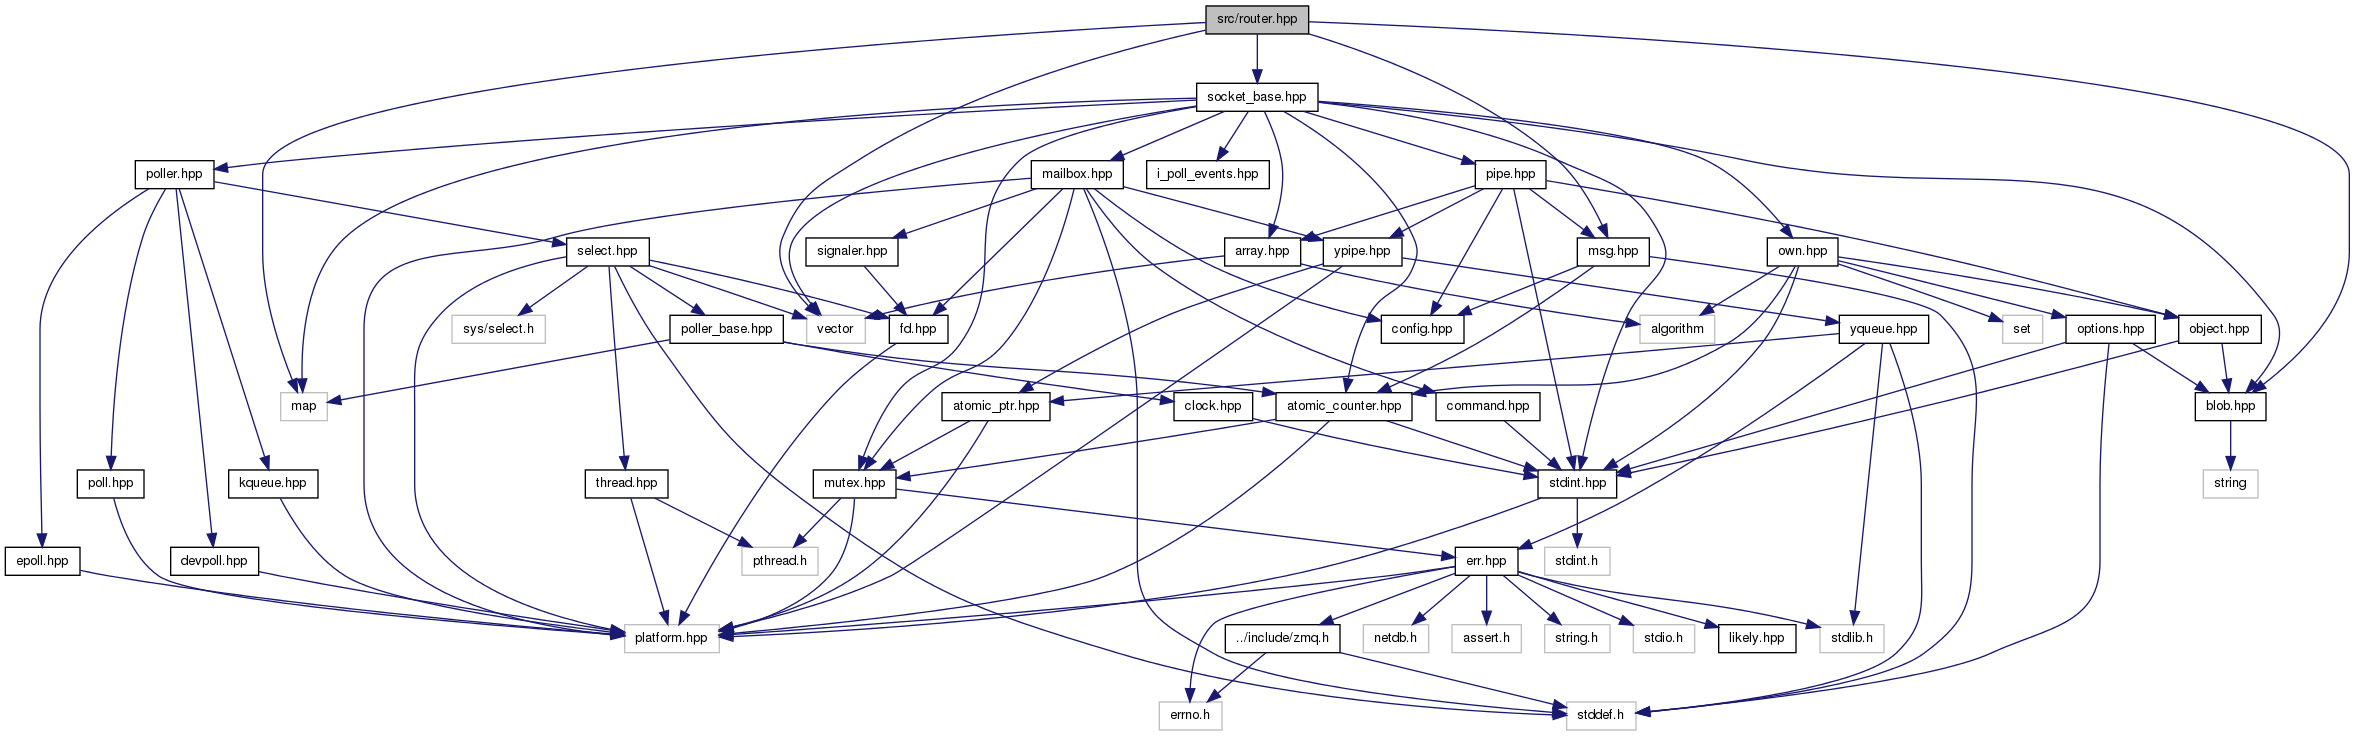 src/router.hpp
socket_base.hpp
poller.hpp
mailbox.hpp
i_poll_events.hpp
pipe.hpp
select.hpp
signaler.hpp
array.hpp
ypipe.hpp
msg.hpp
own.hpp
sys/select.h
poller_base.hpp
vector
fd.hpp
config.hpp
algorithm
yqueue.hpp
set
options.hpp
object.hpp
map
atomic_ptr.hpp
clock.hpp
atomic_counter.hpp
command.hpp
blob.hpp
poll.hpp
kqueue.hpp
thread.hpp
mutex.hpp
stdint.hpp
string
epoll.hpp
devpoll.hpp
pthread.h
err.hpp
stdint.h
platform.hpp
../include/zmq.h
netdb.h
assert.h
string.h
stdio.h
likely.hpp
stdlib.h
errno.h
stddef.h